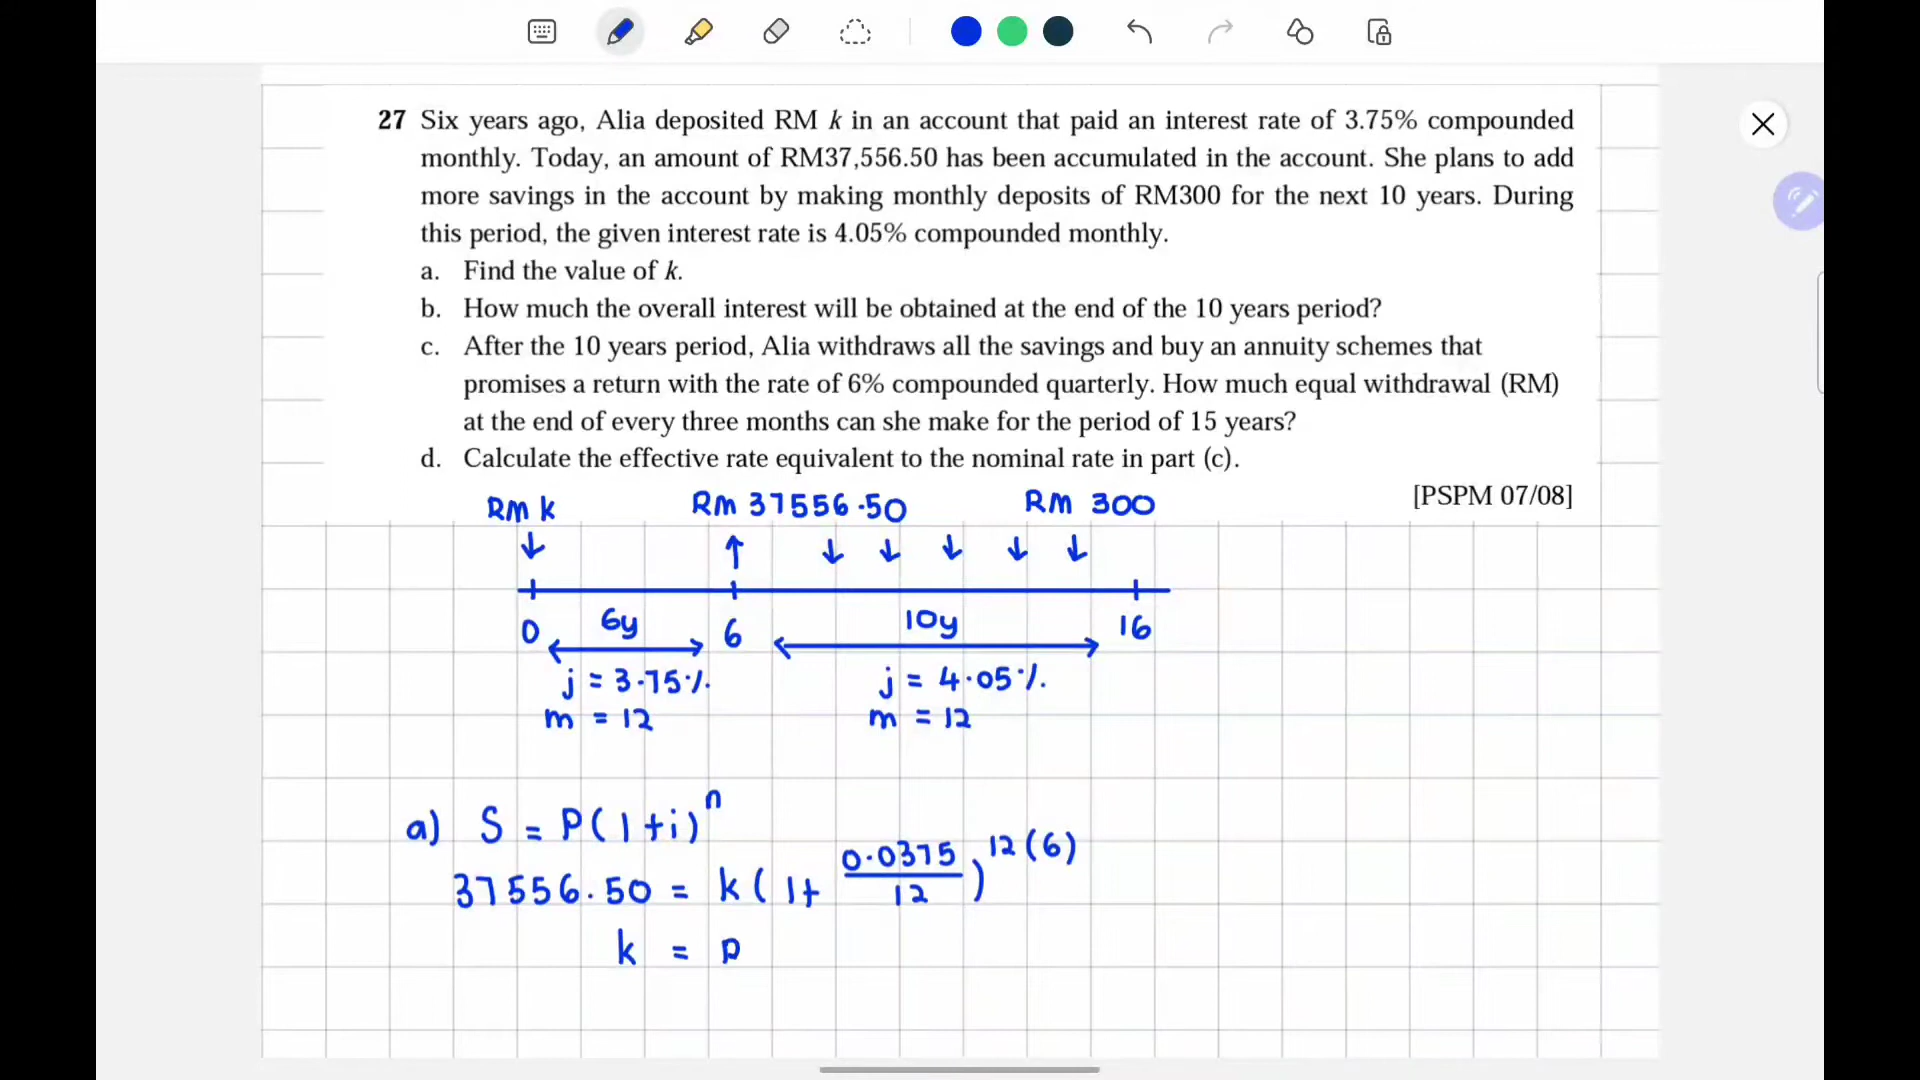 27 Six years ago, Alia deposited RM k in an account that paid an interest rate of 3.75% compounded
monthly. Today, an amount of RM37,556.50 has been accumulated in the account. She plans to add
more savings in the account by making monthly deposits of RM300 for the next 10 years. During
this period, the given interest rate is 4.05% compounded monthly.
a. Find the value of k.
b. How much the overall interest will be obtained at the end of the 10 years period?
c. After the 10 years period, Alia withdraws all the savings and buy an annuity schemes that
promises a return with the rate of 6% compounded quarterly. How much equal withdrawal (RM)
at the end of every three months can she make for the period of 15 years?
d. Calculate the effective rate equivalent to the nominal rate in part (c).
[PSPM 07/08]
Rm k Rm 37556.50 Rm 300
↓ ↑ ↓ ↓ ↓ ↓ ↓
0 6y 6 10y 16
j = 3.75% j = 4.05%
m = 12 m = 12
a) S = P(1+i)^n
37556.50 = k(1+ 0.0375/12)^12(6)
k = p